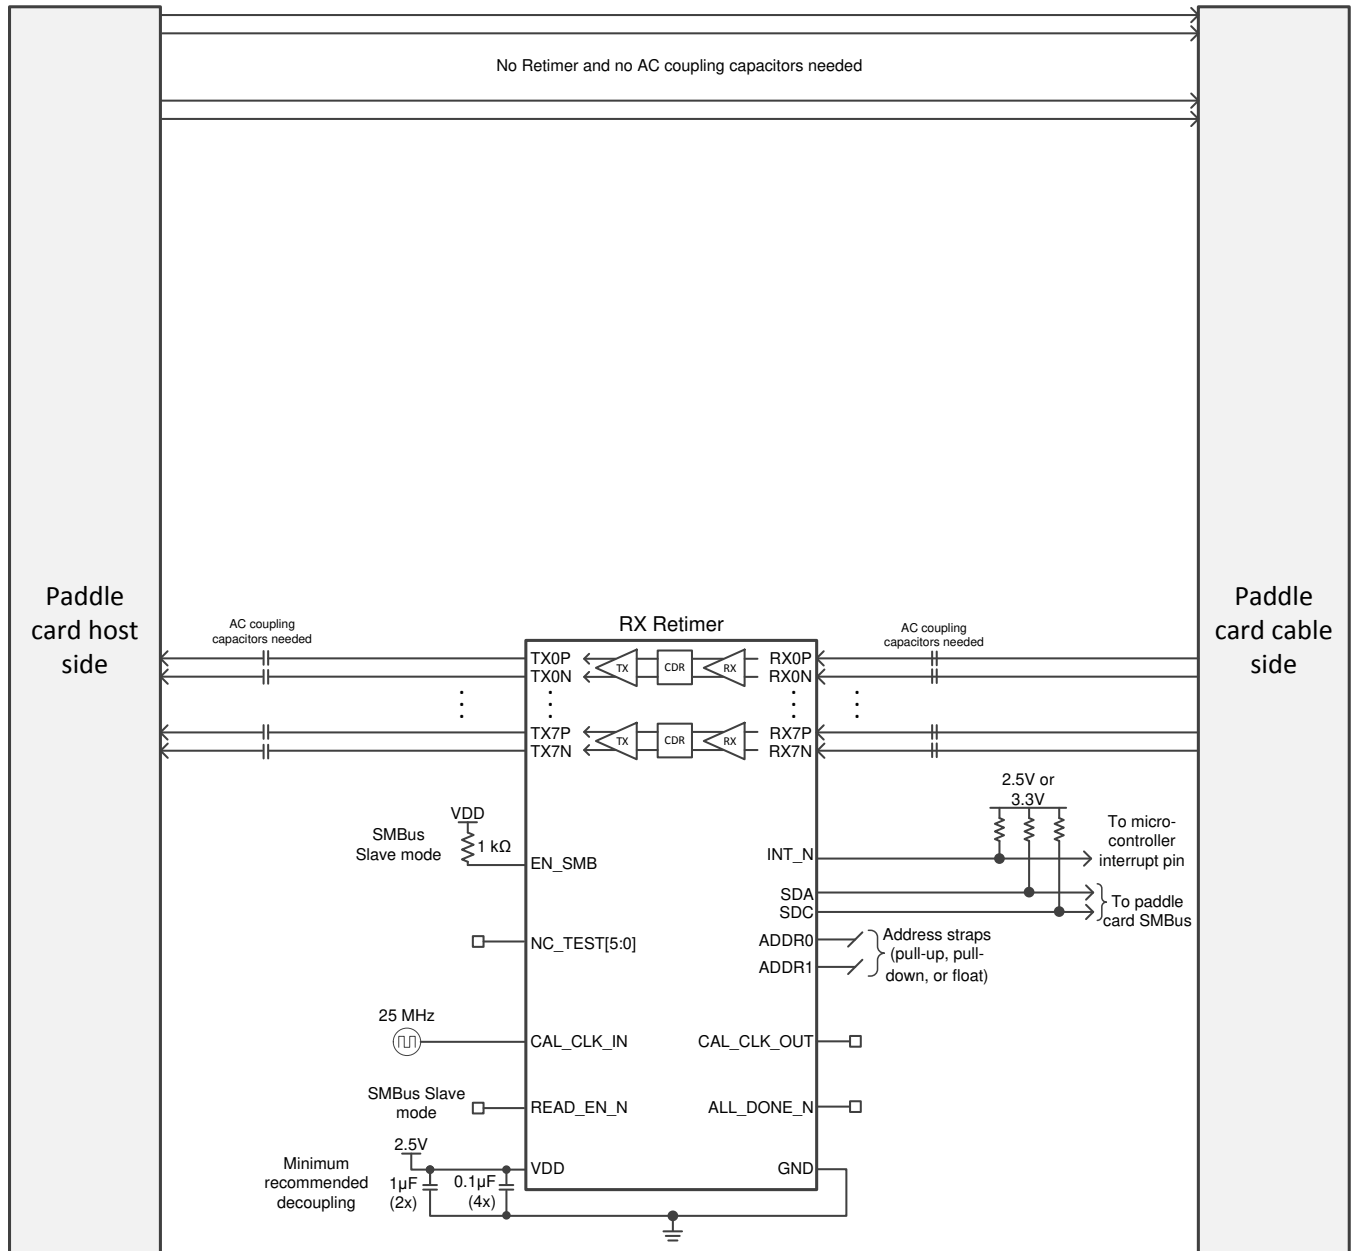 No Retimer and no AC coupling capacitors needed
Paddle
card host
side
Paddle
card cable
side
RX Retimer
AC coupling
capacitors needed
AC coupling
capacitors needed
TX0P
TX0N
TX
CDR
RX
RX0P
RX0N
TX7P
TX7N
TX
CDR
RX
RX7P
RX7N
VDD
SMBus
Slave mode
1 kΩ
EN_SMB
2.5V or
3.3V
INT_N
To micro-
controller
interrupt pin
SDA
SDC
To paddle
card SMBus
NC_TEST[5:0]
ADDR0
ADDR1
Address straps
(pull-up, pull-
down, or float)
25 MHz
CAL_CLK_IN
CAL_CLK_OUT
SMBus Slave
mode
READ_EN_N
ALL_DONE_N
2.5V
VDD
GND
Minimum
recommended
decoupling
1µF
(2x)
0.1µF
(4x)